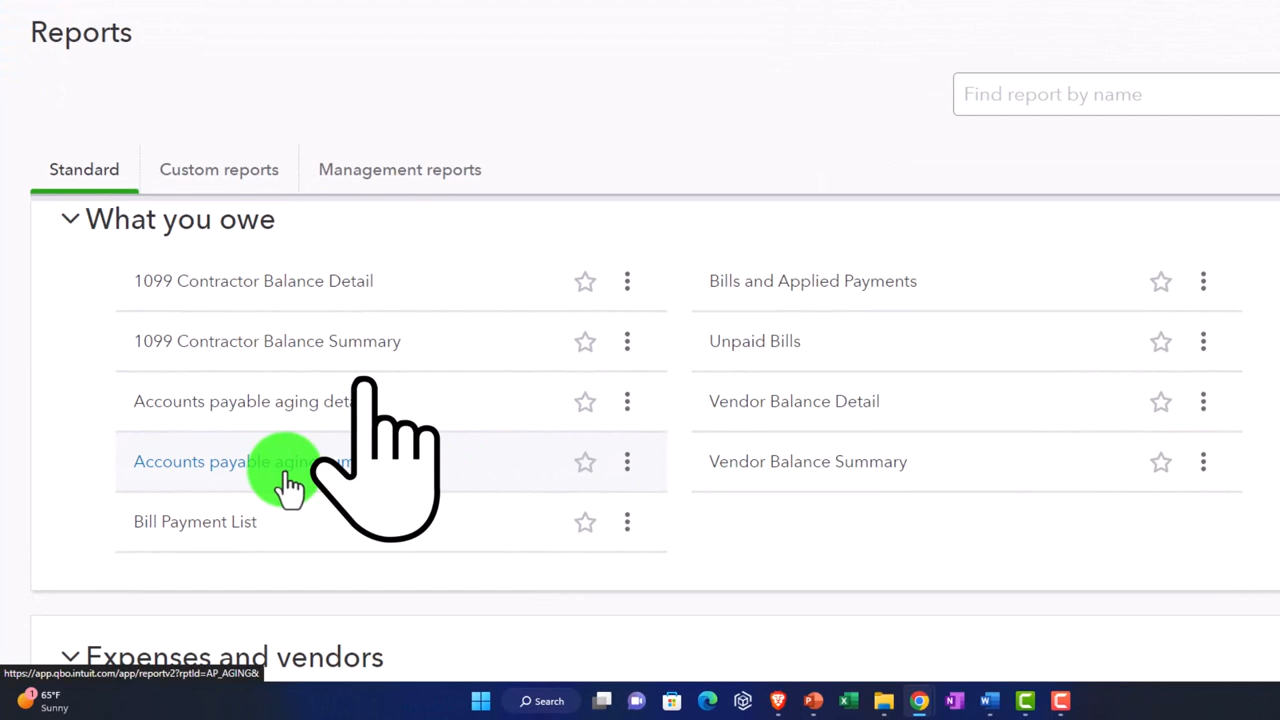 Reports
Find report by name
Standard
Custom reports
Management reports
What you owe
1099 Contractor Balance Detail
Bills and Applied Payments
1099 Contractor Balance Summary
Unpaid Bills
Accounts payable aging
Vendor Balance Detail
Accounts payable
Vendor Balance Summary
Bill Payment List
Expenses and vendors
https://app.qbo.intuit.com/app/reportv2?rptId=AP_AGING&
1
65°F
Sunny
Search